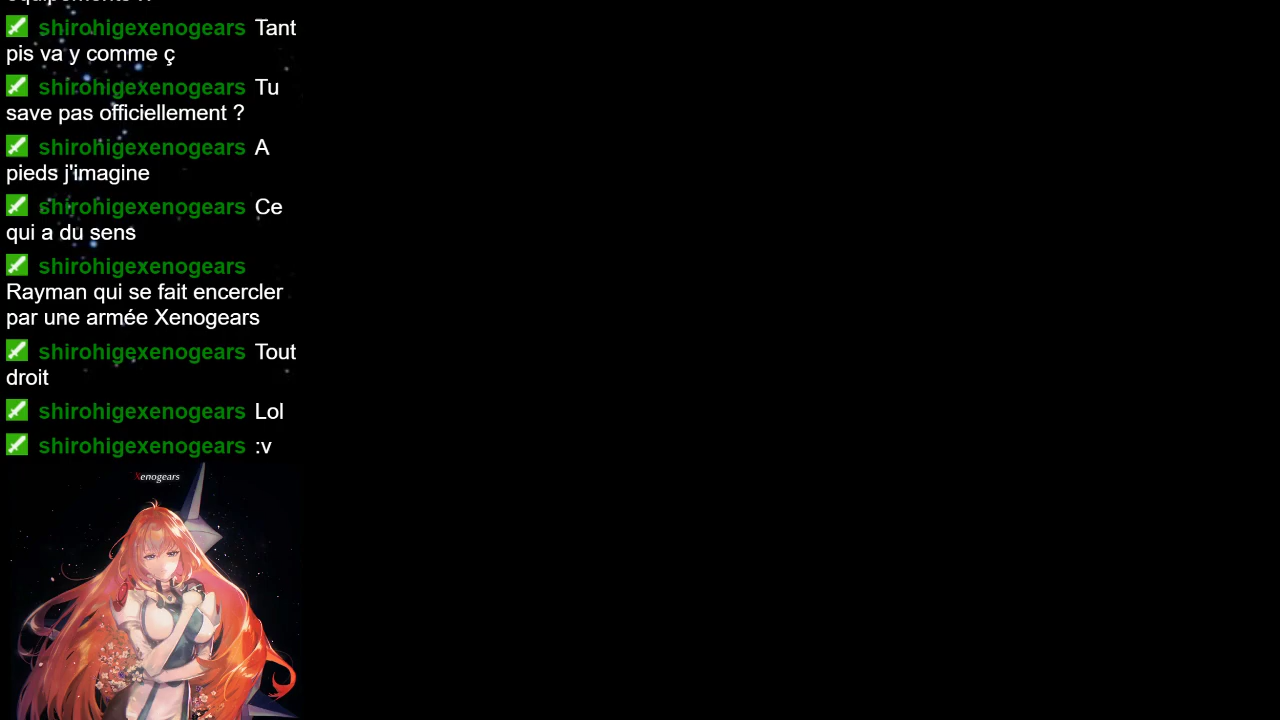 shirohigexenogears Tant
pis va y comme ç
shirohigexenogears Tu
save pas officiellement ?
shirohigexenogears A
pieds j'imagine
shirohigexenogears Ce
qui a du sens
shirohigexenogears
Rayman qui se fait encercler
par une armée Xenogears
shirohigexenogears Tout
droit
shirohigexenogears Lol
shirohigexenogears :v
Xenogears